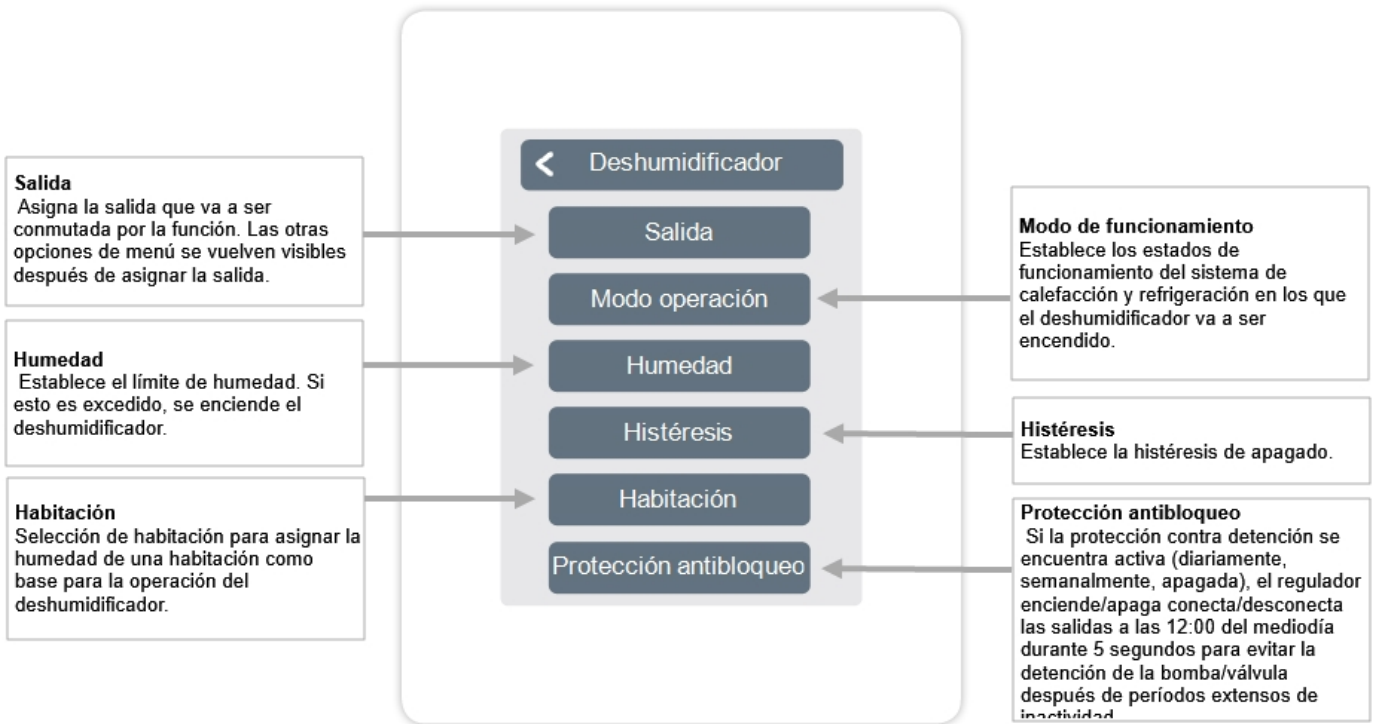 Salida
Asigna la salida que va a ser
conmutada por la función. Las otras
opciones de menú se vuelven visibles
después de asignar la salida.
Humedad
Establece el límite de humedad. Si
esto es excedido, se enciende el
deshumidificador.
Habitación
Selección de habitación para asignar la
humedad de una habitación como
base para la operación del
deshumidificador.
Deshumidificador
Salida
Modo operación
Humedad
Histéresis
Habitación
Protección antibloqueo
Modo de funcionamiento
Establece los estados de
funcionamiento del sistema de
calefacción y refrigeración en los que
el deshumidificador va a ser
encendido.
Histéresis
Establece la histéresis de apagado.
Protección antibloqueo
Si la protección contra detención se
encuentra activa (diariamente,
semanalmente, apagada), el regulador
enciende/apaga conecta/desconecta
las salidas a las 12:00 del mediodía
durante 5 segundos para evitar la
detención de la bomba/válvula
después de períodos extensos de
inactividad